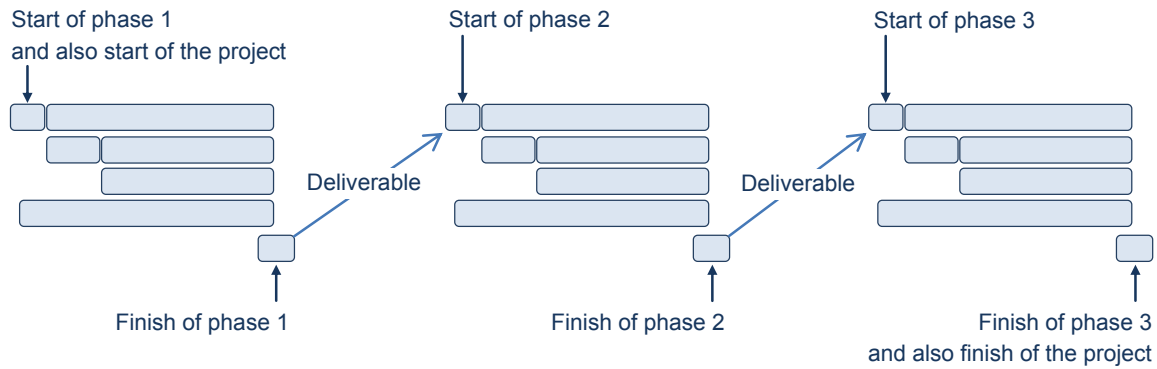 Start of phase 1
and also start of the project
Start of phase 2
Start of phase 3
Deliverable
Deliverable
Finish of phase 1
Finish of phase 2
Finish of phase 3
and also finish of the project